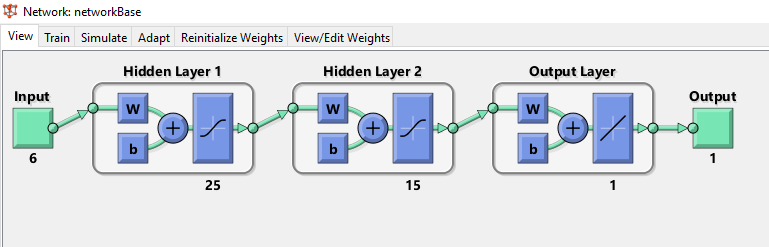 Network: networkBase
View Train Simulate Adapt Reinitialize Weights View/Edit Weights
Hidden Layer 1 Hidden Layer 2 Output Layer
Input Output
W W W
b b b
6 1
25 15 1